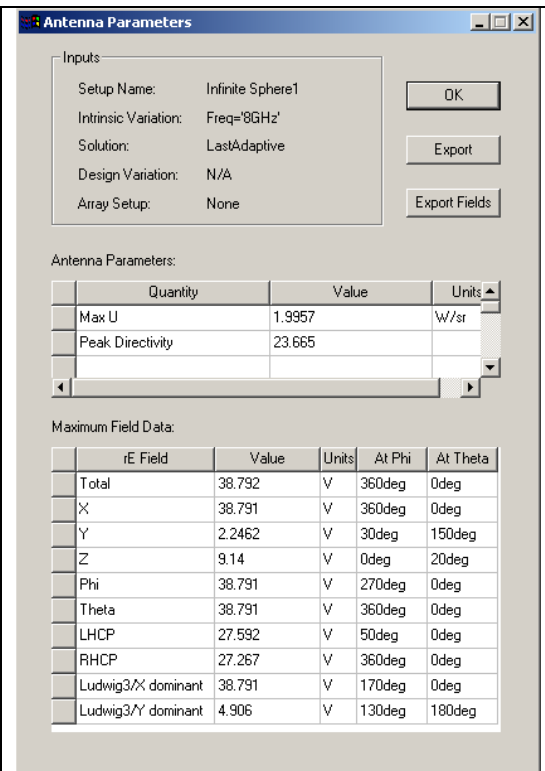 Antenna Parameters
Inputs
Setup Name: Infinite Sphere1
Intrinsic Variation: Freq='8GHz'
Solution: LastAdaptive
Design Variation: N/A
Array Setup: None
OK
Export
Export Fields
Antenna Parameters:
Quantity Value Units
Max U 1.9957 W/sr
Peak Directivity 23.665
Maximum Field Data:
rE Field Value Units At Phi At Theta
Total 38.792 V 360deg 0deg
X 38.791 V 360deg 0deg
Y 2.2462 V 30deg 150deg
Z 9.14 V 0deg 20deg
Phi 38.791 V 270deg 0deg
Theta 38.791 V 360deg 0deg
LHCP 27.592 V 50deg 0deg
RHCP 27.267 V 360deg 0deg
Ludwig3/X dominant 38.791 V 170deg 0deg
Ludwig3/Y dominant 4.906 V 130deg 180deg